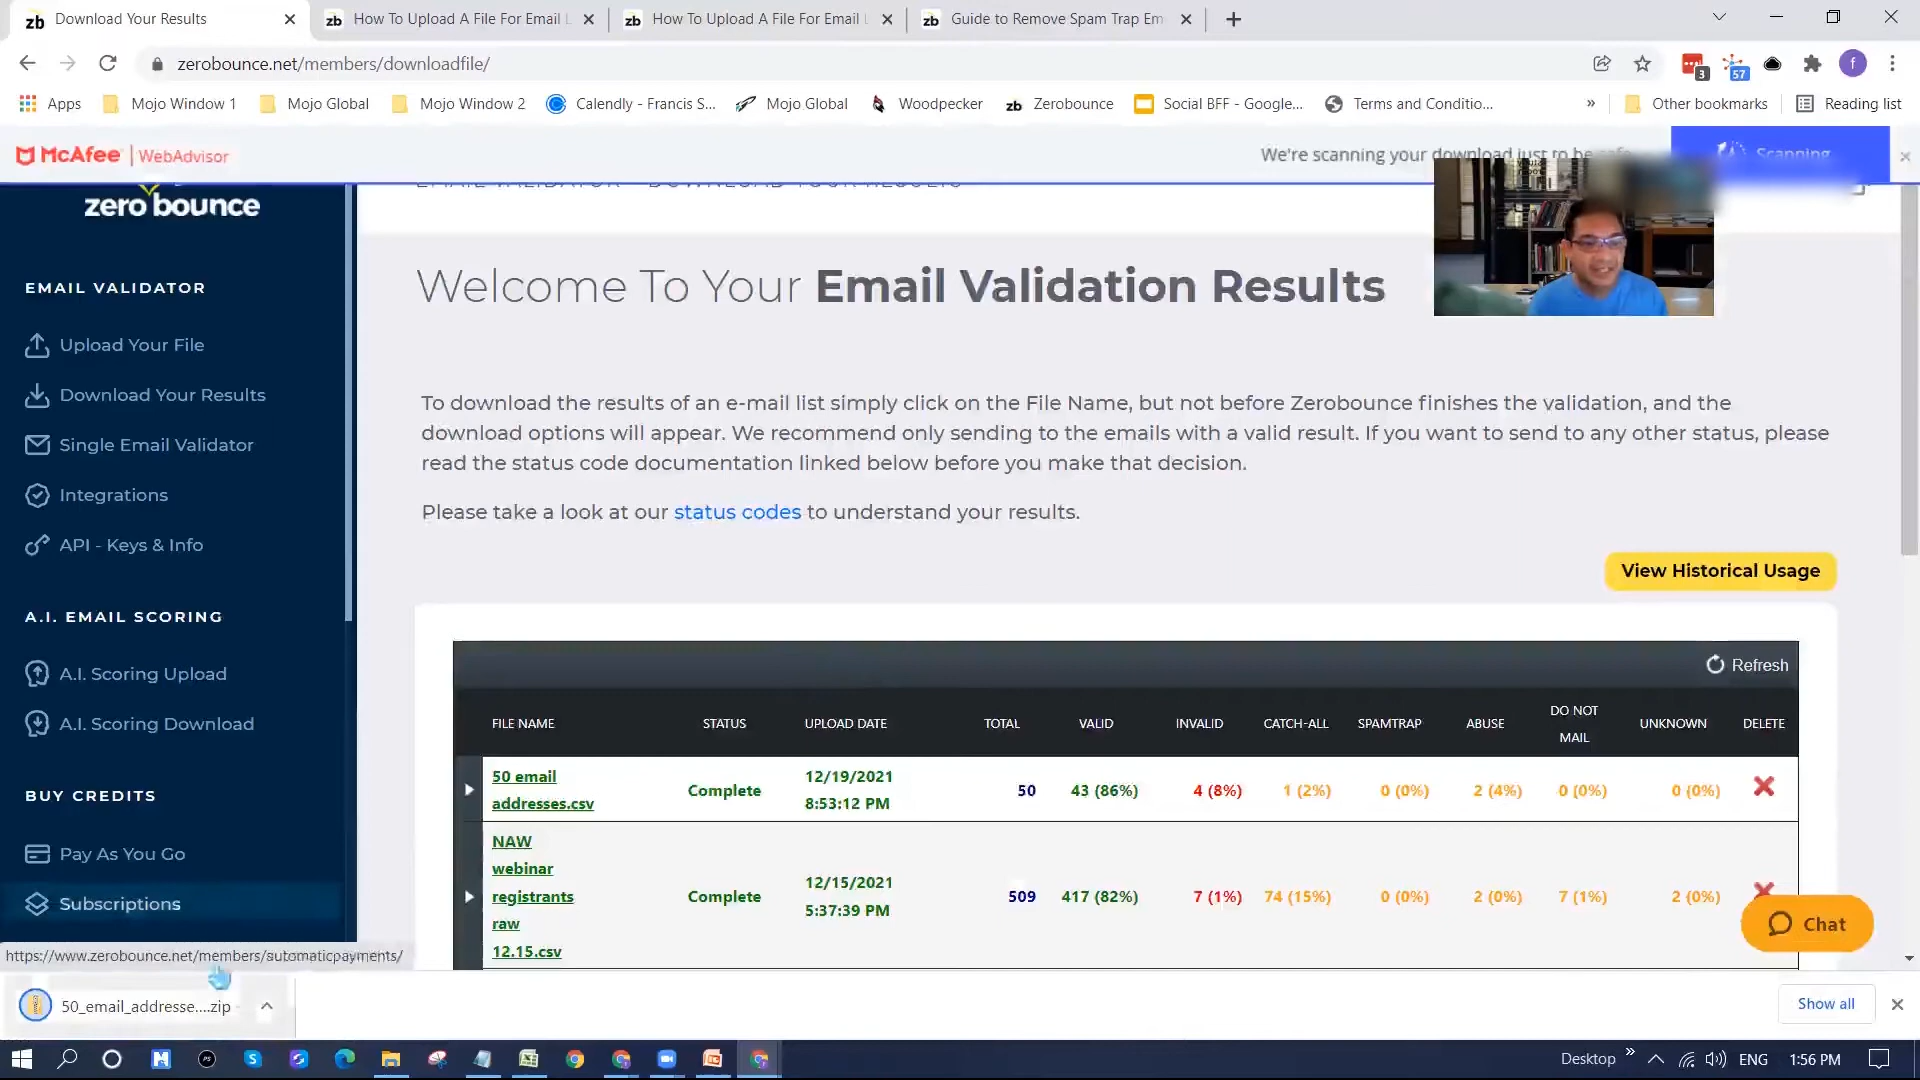 Download Your Results
How To Upload A File For Email L
How To Upload A File For Email L
Guide to Remove Spam Trap Em
zerobounce.net/members/downloadfile/
3
57
f
Apps
Mojo Window 1
Mojo Global
Mojo Window 2
Calendly - Francis S...
Mojo Global
Woodpecker
Zerobounce
Social BFF - Google...
Terms and Conditio...
»
Other bookmarks
Reading list
McAfee | WebAdvisor
We're scanning your download just to be safe
Scanning
EMAIL VALIDATOR - DOWNLOAD YOUR RESULTS
zero bounce
EMAIL VALIDATOR
Upload Your File
Download Your Results
Single Email Validator
Integrations
API - Keys & Info
A.I. EMAIL SCORING
A.I. Scoring Upload
A.I. Scoring Download
BUY CREDITS
Pay As You Go
Subscriptions
Welcome To Your Email Validation Results
To download the results of an e-mail list simply click on the File Name, but not before Zerobounce finishes the validation, and the
download options will appear. We recommend only sending to the emails with a valid result. If you want to send to any other status, please
read the status code documentation linked below before you make that decision.
Please take a look at our status codes to understand your results.
View Historical Usage
Refresh
FILE NAME STATUS UPLOAD DATE TOTAL VALID INVALID CATCH-ALL SPAMTRAP ABUSE DO NOT MAIL UNKNOWN DELETE
50 email addresses.csv Complete 12/19/2021 8:53:12 PM 50 43 (86%) 4 (8%) 1 (2%) 0 (0%) 2 (4%) 0 (0%) 0 (0%)
NAW webinar registrants raw 12.15.csv Complete 12/15/2021 5:37:39 PM 509 417 (82%) 7 (1%) 74 (15%) 0 (0%) 2 (0%) 7 (1%) 2 (0%)
Chat
https://www.zerobounce.net/members/automaticpayments/
50_email_addresse....zip
Show all
Desktop
»
ENG
1:56 PM